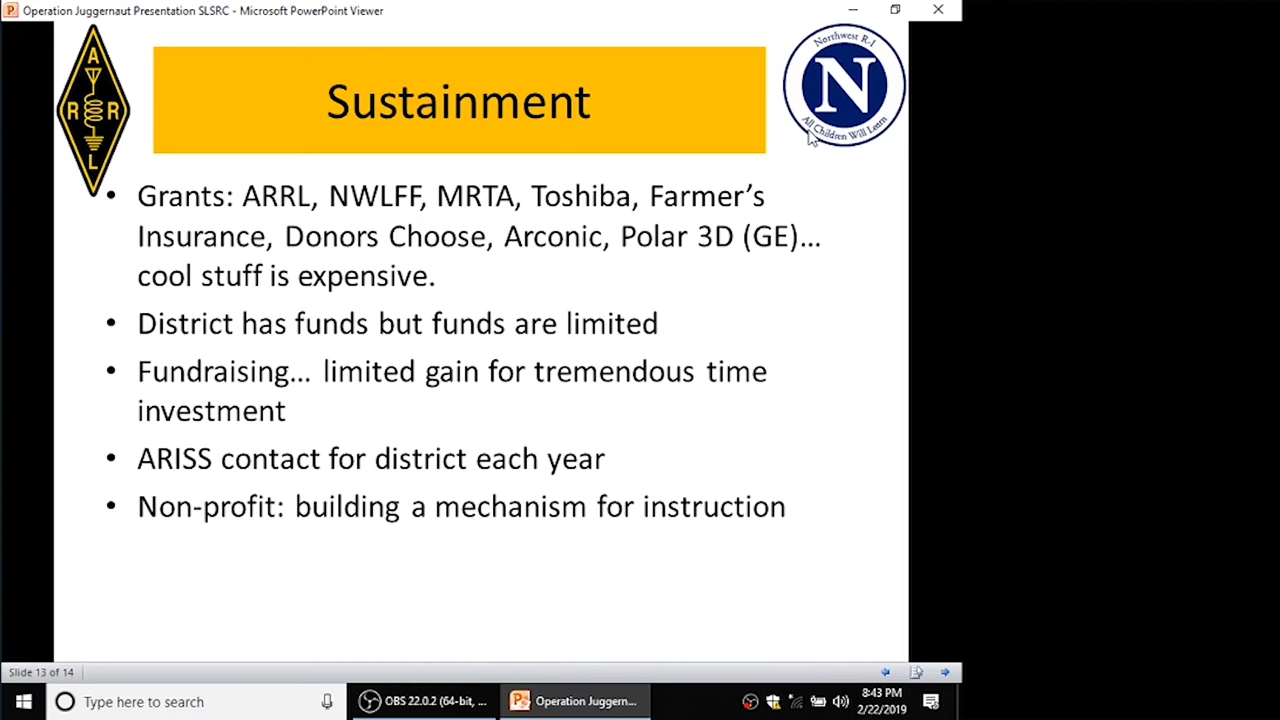 Operation Juggernaut Presentation SLSRC - Microsoft PowerPoint Viewer
A
R R
L
Sustainment
Northwest R-1
N
All Children Will Learn
• Grants: ARRL, NWLFF, MRTA, Toshiba, Farmer’s
Insurance, Donors Choose, Arconic, Polar 3D (GE)…
cool stuff is expensive.
• District has funds but funds are limited
• Fundraising… limited gain for tremendous time
investment
• ARISS contact for district each year
• Non-profit: building a mechanism for instruction
Slide 13 of 14
Type here to search
OBS 22.0.2 (64-bit, ...
Operation Juggern...
8:43 PM
2/22/2019